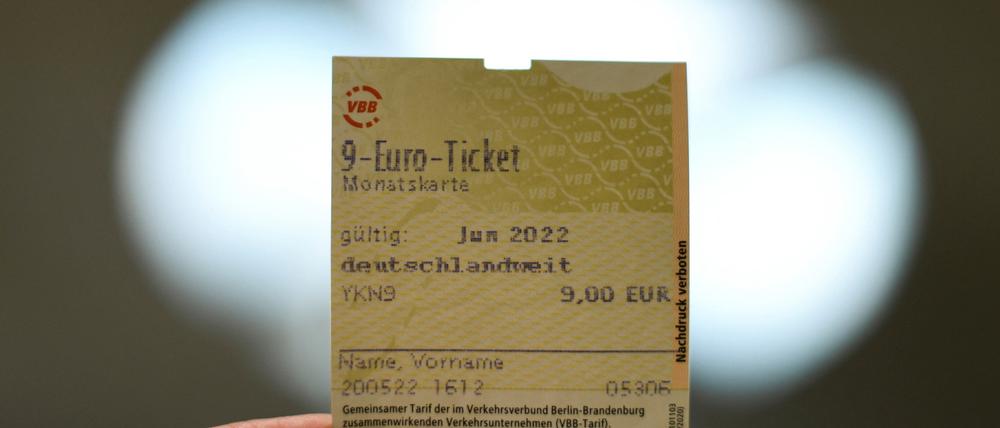 VBB
9-Euro-Ticket
Monatskarte
gültig: Jun 2022
deutschlandweit
YKN9 9,00 EUR
Name, Vorname
200522 1612 05306
Gemeinsamer Tarif der im Verkehrsverbund Berlin-Brandenburg
zusammenwirkenden Verkehrsunternehmen (VBB-Tarif).
Nachdruck verboten